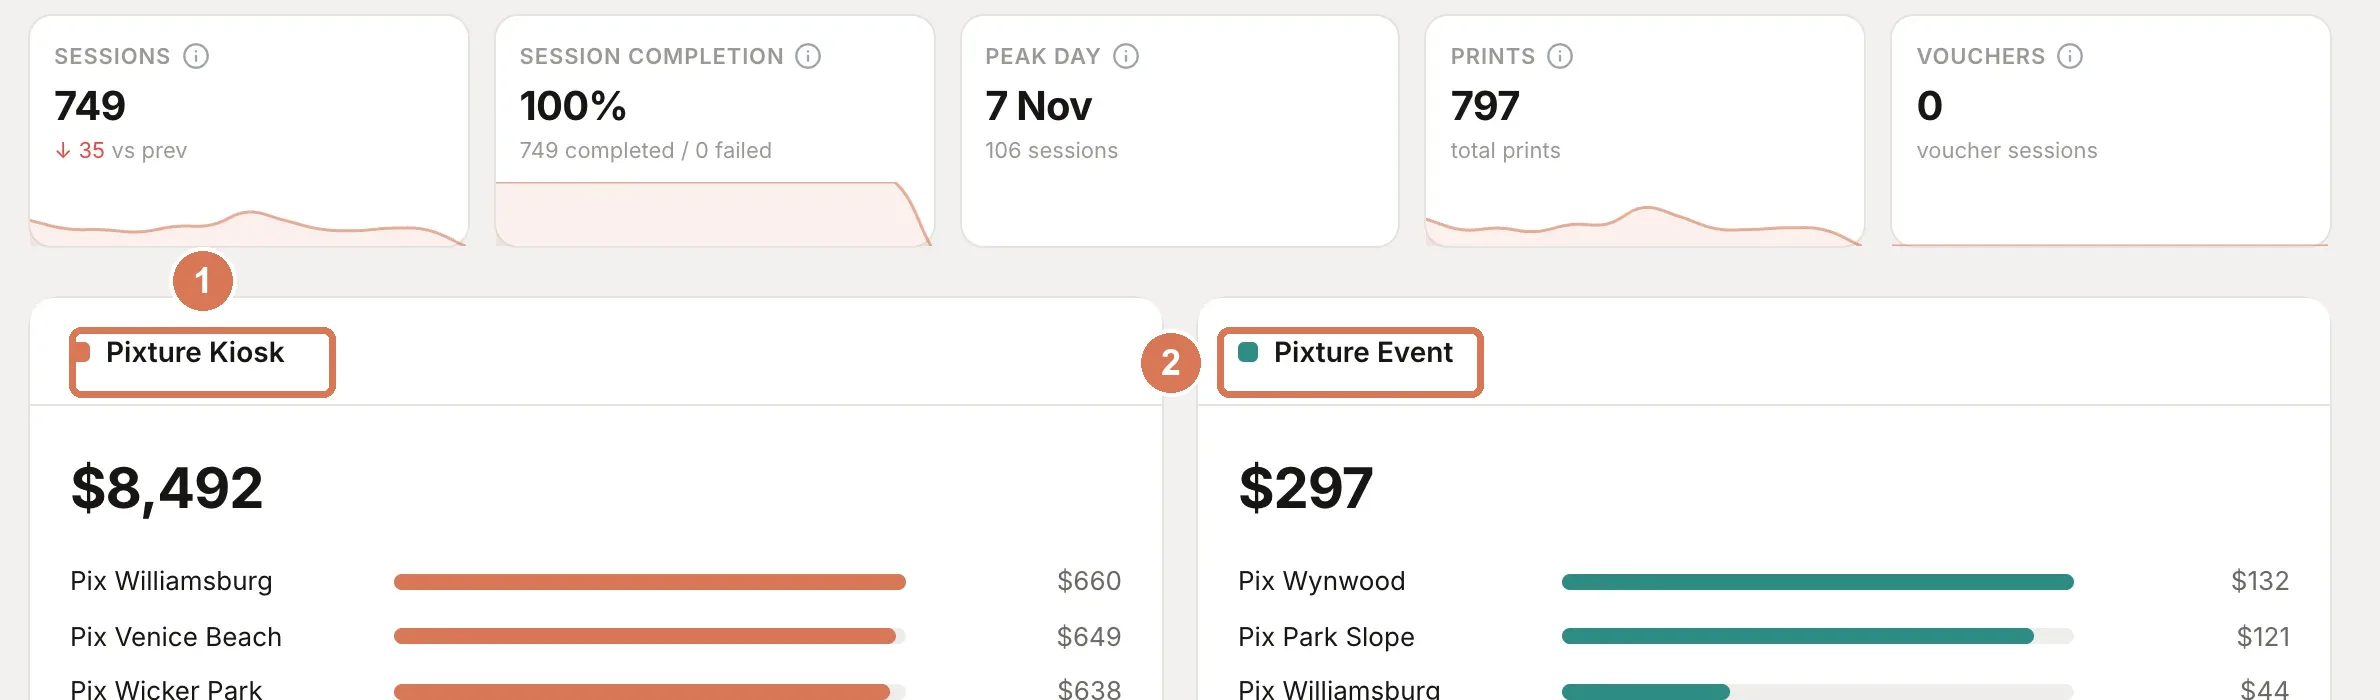 SESSIONS
749
↓ 35 vs prev
SESSION COMPLETION
100%
749 completed / 0 failed
PEAK DAY
7 Nov
106 sessions
PRINTS
797
total prints
VOUCHERS
0
voucher sessions
1
Pixture Kiosk
$8,492
Pix Williamsburg $660
Pix Venice Beach $649
Pix Wicker Park $638
2
Pixture Event
$297
Pix Wynwood $132
Pix Park Slope $121
Pix Williamsburg $44